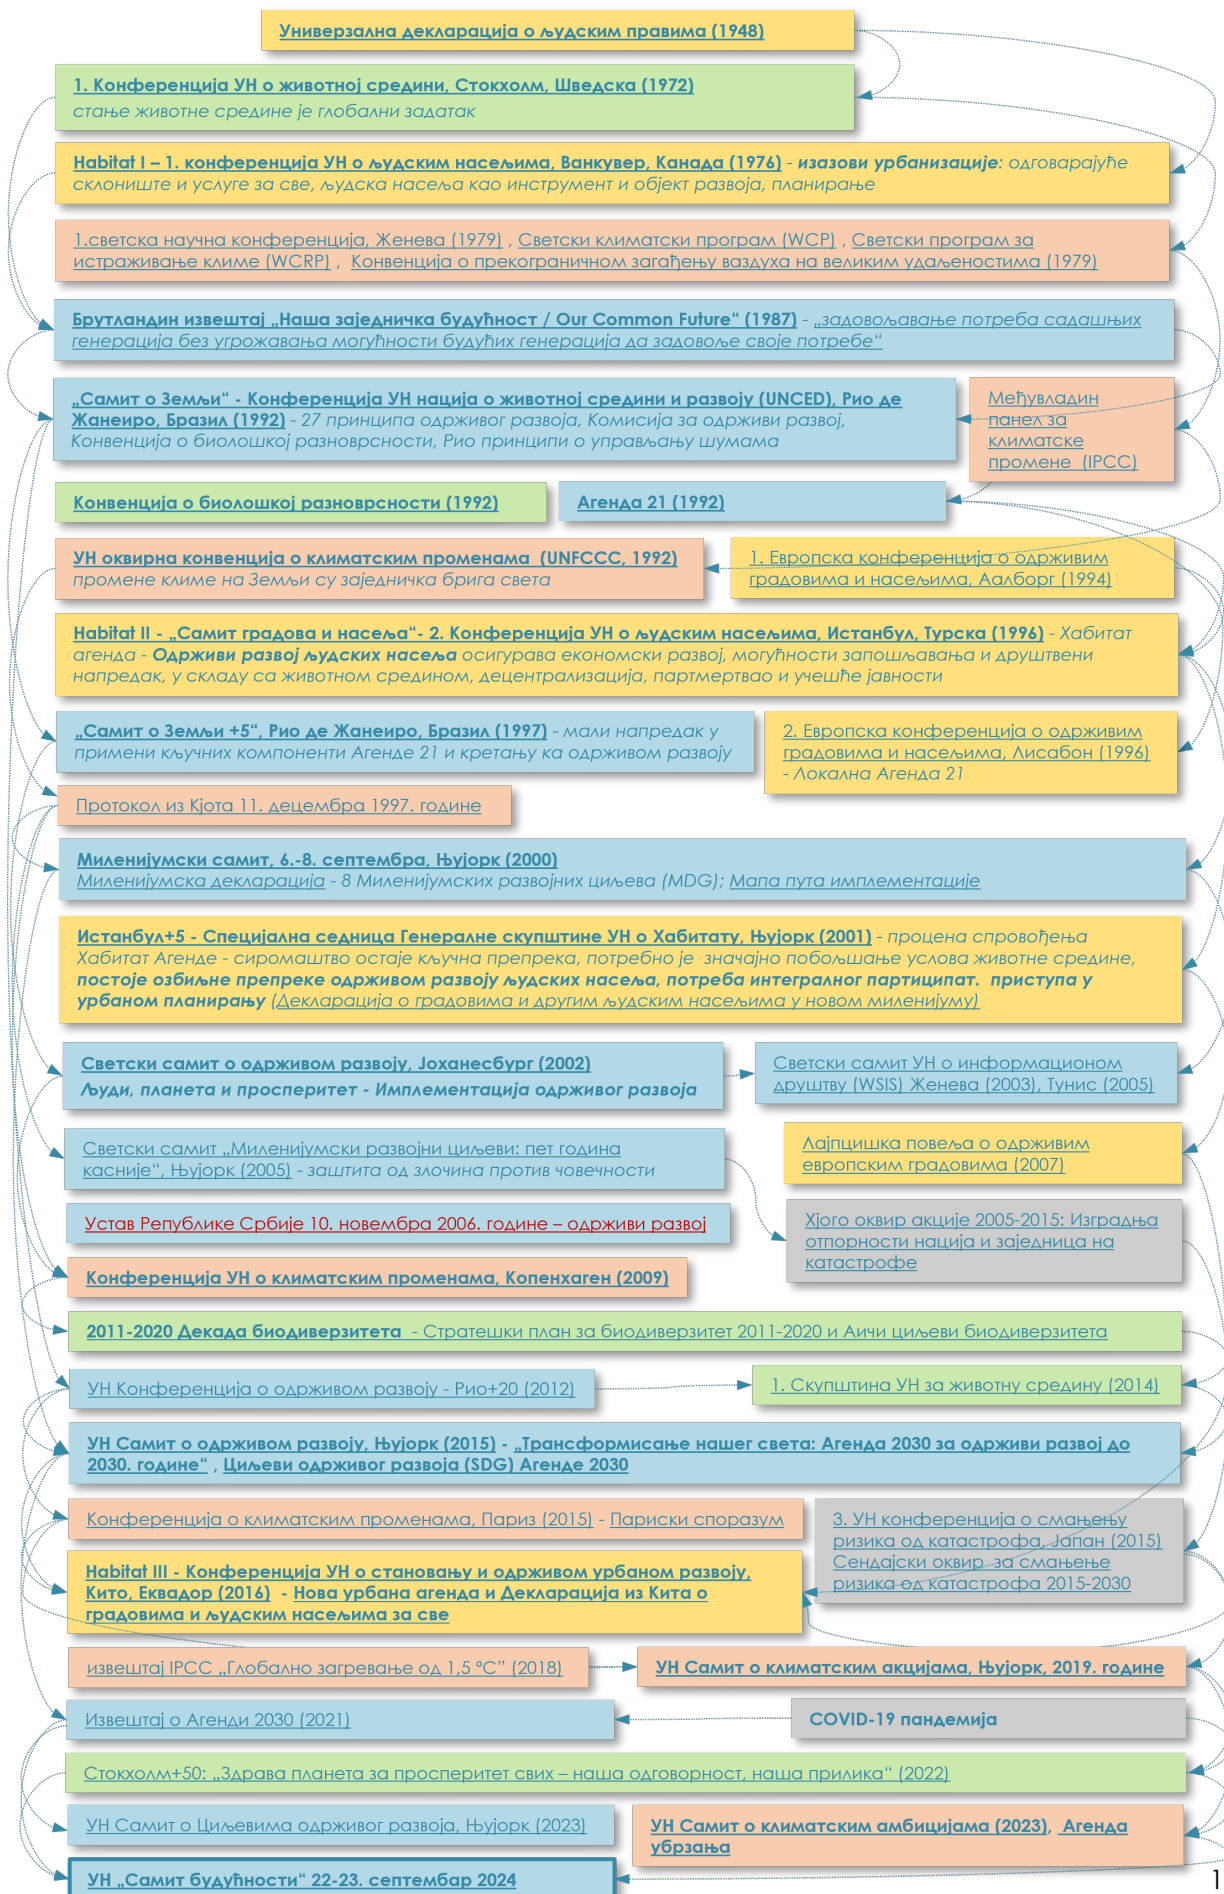 Универзална декларација о људским правима (1948)
1. Конференција УН о животној средини, Стокхолм, Шведска (1972)
стање животне средине је глобални задатак
Habitat I – 1. конференција УН о људским насељима, Ванкувер, Канада (1976) - изазови урбанизације: одговарајуће
склониште и услуге за све, људска насеља као инструмент и објект развоја, планирање
1.светска научна конференција, Женева (1979) , Светски климатски програм (WCP) , Светски програм за
истраживање климе (WCRP) , Конвенција о прекограничном загађењу ваздуха на великим удаљеностима (1979)
Брутландин извештај „Наша заједничка будућност / Our Common Future“ (1987) - „задовољавање потреба садашњих
генерација без угрожавања могућности будућих генерација да задовоље своје потребе“
„Самит о Земљи“ - Конференција УН нација о животној средини и развоју (UNCED), Рио де
Жанеиро, Бразил (1992) - 27 принципа одрживог развоја, Комисија за одрживи развој,
Конвенција о биолошкој разноврсности, Рио принципи о управљању шумама
Међувладин
панел за
климатске
промене (IPCC)
Конвенција о биолошкој разноврсности (1992)
Агенда 21 (1992)
УН оквирна конвенција о климатским променама (UNFCCC, 1992)
промене климе на Земљи су заједничка брига света
1. Европска конференција о одрживим
градовима и насељима, Аалборг (1994)
Habitat II - „Самит градова и насеља“- 2. Конференција УН о људским насељима, Истанбул, Турска (1996) - Хабитат
агенда - Одрживи развој људских насеља осигурава економски развој, могућности запошљавања и друштвени
напредак, у складу са животном средином, децентрализација, партмертвао и учешће јавности
„Самит о Земљи +5“, Рио де Жанеиро, Бразил (1997) - мали напредак у
примени кључних компоненти Агенде 21 и кретању ка одрживом развоју
2. Европска конференција о одрживим
градовима и насељима, Лисабон (1996)
- Локална Агенда 21
Протокол из Кјота 11. децембра 1997. године
Миленијумски самит, 6.-8. септембра, Њујорк (2000)
Миленијумска декларација - 8 Миленијумских развојних циљева (MDG); Мапа пута имплементације
Истанбул+5 - Специјална седница Генералне скупштине УН о Хабитату, Њујорк (2001) - процена спровођења
Хабитат Агенде - сиромаштво остаје кључна препрека, потребно је значајно побољшање услова животне средине,
постоје озбиљне препреке одрживом развоју људских насеља, потреба интегралног партиципат. приступа у
урбаном планирању (Декларација о градовима и другим људским насељима у новом миленијуму)
Светски самит о одрживом развоју, Јоханесбург (2002)
Људи, планета и просперитет - Имплементација одрживог развоја
Светски самит УН о информационом
друштву (WSIS) Женева (2003), Тунис (2005)
Светски самит „Миленијумски развојни циљеви: пет година
касније“, Њујорк (2005) - заштита од злочина против човечности
Лајпцишка повеља о одрживим
европским градовима (2007)
Устав Републике Србије 10. новембра 2006. године – одрживи развој
Хјого оквир акције 2005-2015: Изградња
отпорности нација и заједница на
катастрофе
Конференција УН о климатским променама, Копенхаген (2009)
2011-2020 Декада биодиверзитета - Стратешки план за биодиверзитет 2011-2020 и Аичи циљеви биодиверзитета
УН Конференција о одрживом развоју - Рио+20 (2012)
1. Скупштина УН за животну средину (2014)
УН Самит о одрживом развоју, Њујорк (2015) - „Трансформисање нашег света: Агенда 2030 за одрживи развој до
2030. године“ , Циљеви одрживог развоја (SDG) Агенде 2030
Конференција о климатским променама, Париз (2015) - Париски споразум
3. УН конференција о смањењу
ризика од катастрофа, Јапан (2015)
Сендајски оквир за смањење
ризика од катастрофа 2015-2030
Habitat III - Конференција УН о становању и одрживом урбаном развоју,
Кито, Еквадор (2016) - Нова урбана агенда и Декларација из Кита о
градовима и људским насељима за све
извештај IPCC „Глобално загревање од 1,5 °C“ (2018)
УН Самит о климатским акцијама, Њујорк, 2019. године
Извештај о Агенди 2030 (2021)
COVID-19 пандемија
Стокхолм+50: „Здрава планета за просперитет свих – наша одговорност, наша прилика“ (2022)
УН Самит о Циљевима одрживог развоја, Њујорк (2023)
УН Самит о климатским амбицијама (2023), Агенда
убрзања
УН „Самит будућности“ 22-23. септембар 2024
1